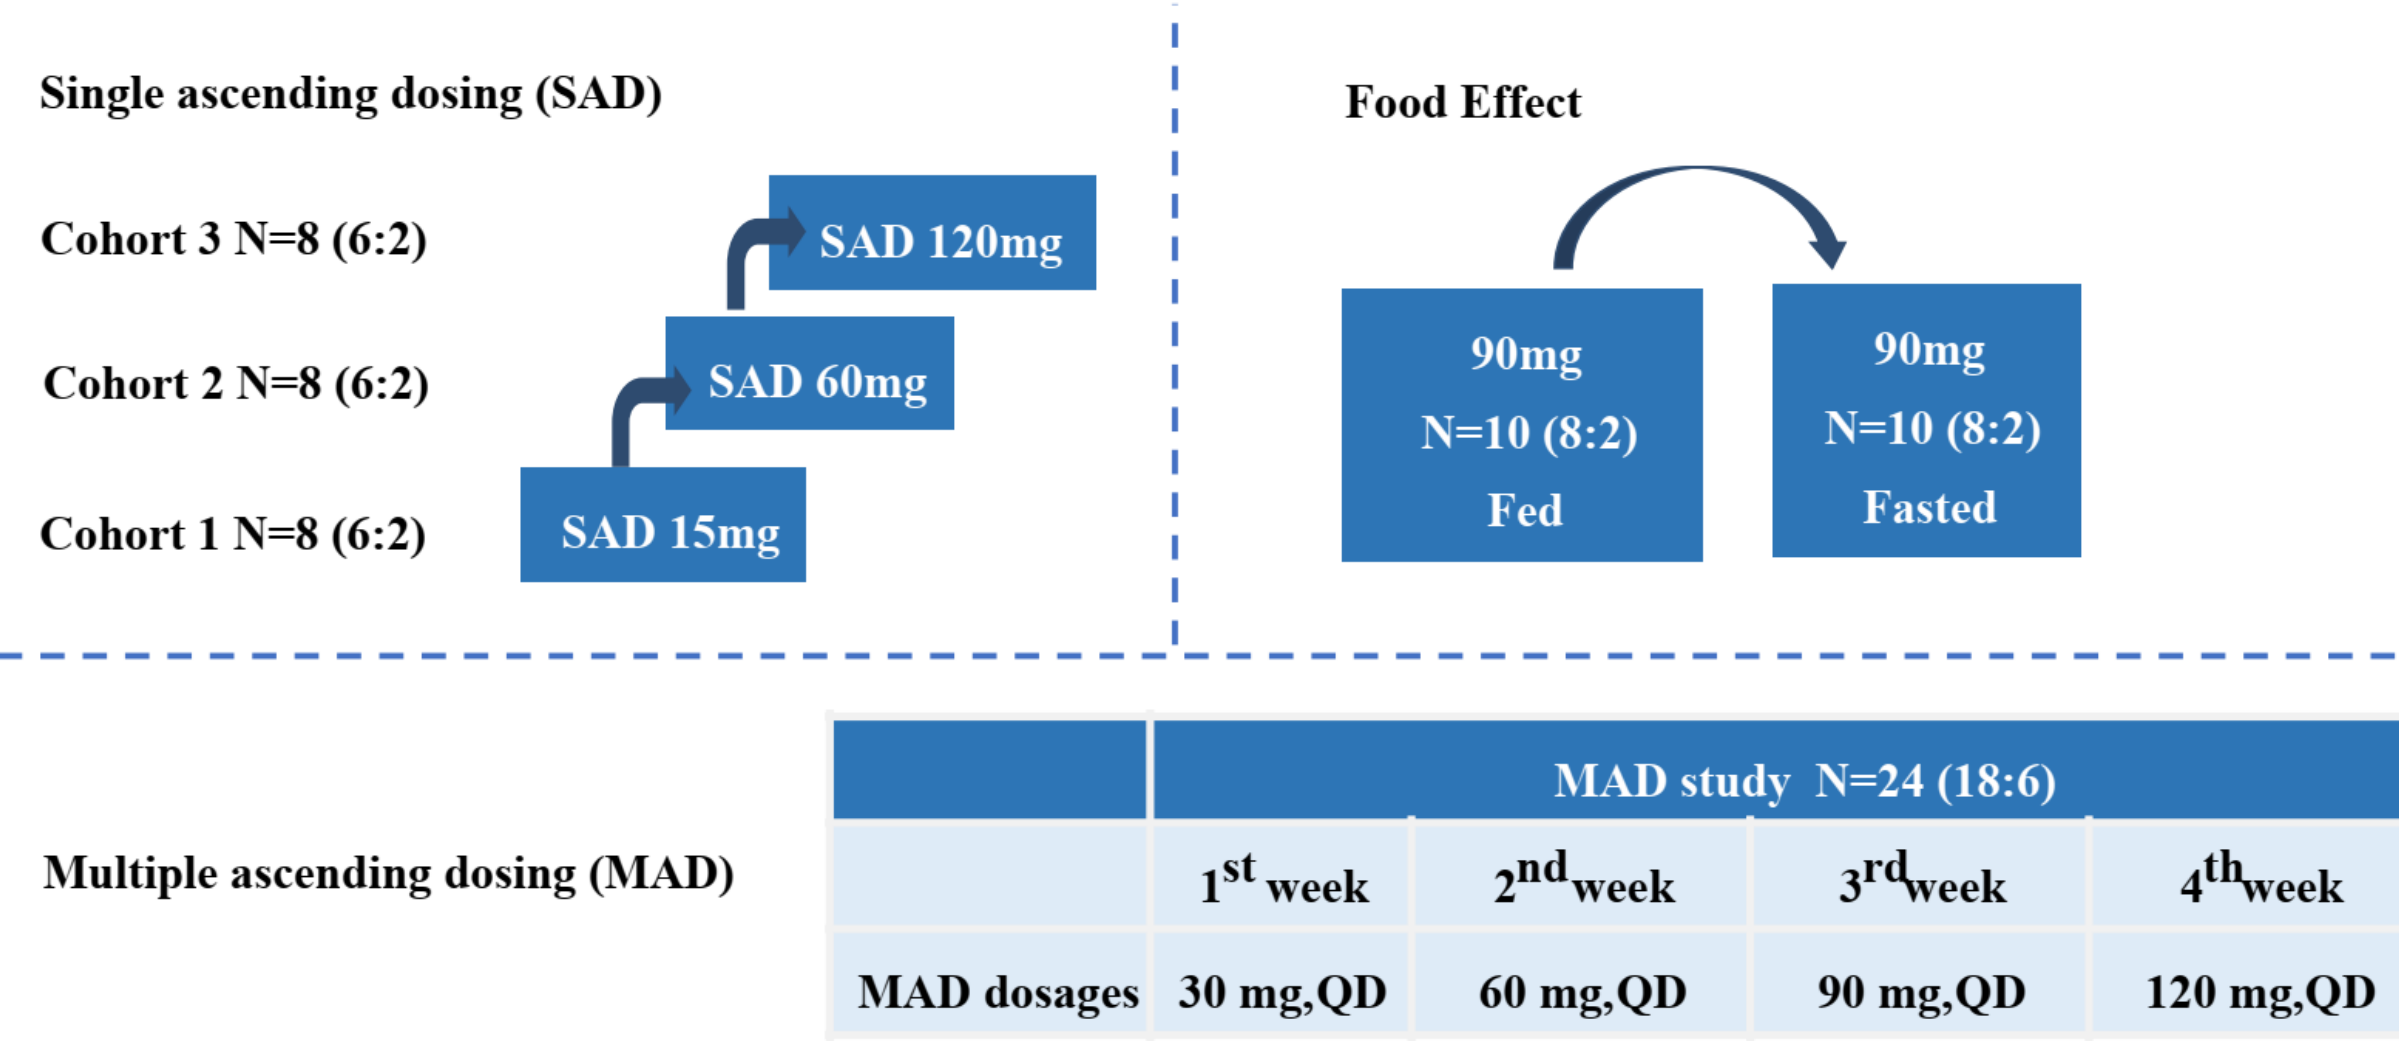 Single ascending dosing (SAD)
Cohort 3 N=8 (6:2)
SAD 120mg
Cohort 2 N=8 (6:2)
SAD 60mg
Cohort 1 N=8 (6:2)
SAD 15mg
Food Effect
90mg
N=10 (8:2)
Fed
90mg
N=10 (8:2)
Fasted
Multiple ascending dosing (MAD)
MAD study N=24 (18:6)
1st week 2nd week 3rd week 4th week
MAD dosages 30 mg,QD 60 mg,QD 90 mg,QD 120 mg,QD